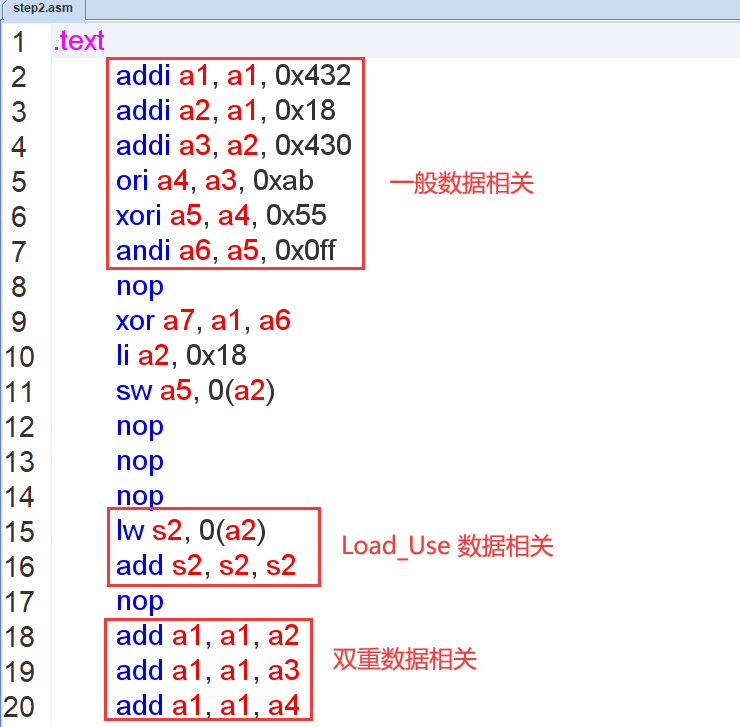 step2.asm
1 .text
2 addi a1, a1, 0x432
3 addi a2, a1, 0x18
4 addi a3, a2, 0x430
5 ori a4, a3, 0xab
一般数据相关
6 xori a5, a4, 0x55
7 andi a6, a5, 0x0ff
8 nop
9 xor a7, a1, a6
10 li a2, 0x18
11 sw a5, 0(a2)
12 nop
13 nop
14 nop
15 lw s2, 0(a2)
Load_Use 数据相关
16 add s2, s2, s2
17 nop
18 add a1, a1, a2
双重数据相关
19 add a1, a1, a3
20 add a1, a1, a4